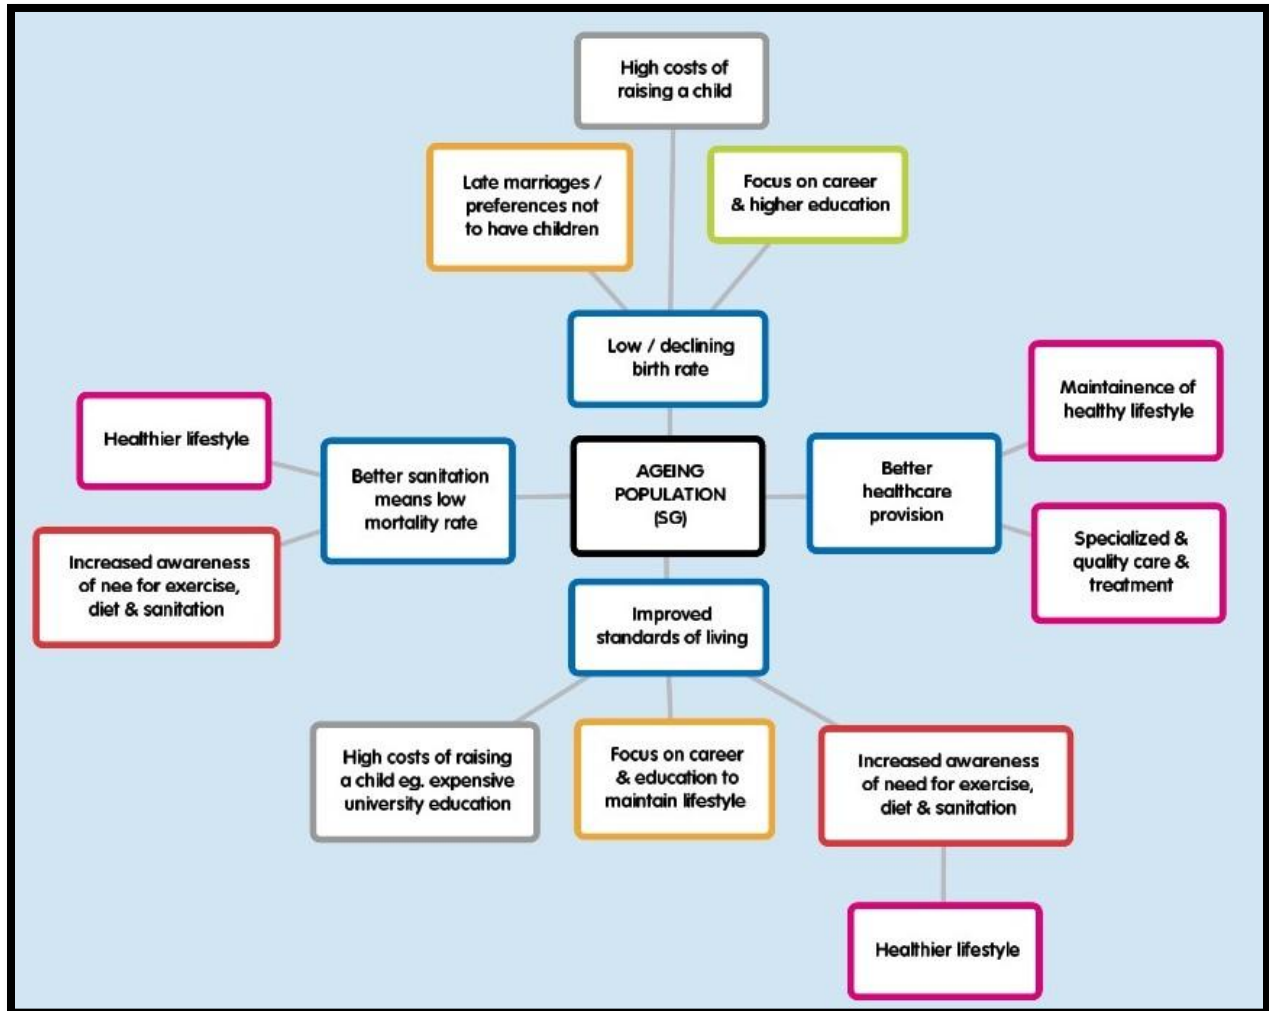 High costs of
raising a child
Late marriages /
preferences not
to have children
Focus on career
& higher education
Low / declining
birth rate
Maintainence of
healthy lifestyle
Healthier lifestyle
Better sanitation
means low
mortality rate
AGEING
POPULATION
(SG)
Better
healthcare
provision
Specialized &
quality care &
treatment
Increased awareness
of nee for exercise,
diet & sanitation
Improved
standards of living
High costs of raising
a child eg. expensive
university education
Focus on career
& education to
maintain lifestyle
Increased awareness
of need for exercise,
diet & sanitation
Healthier lifestyle